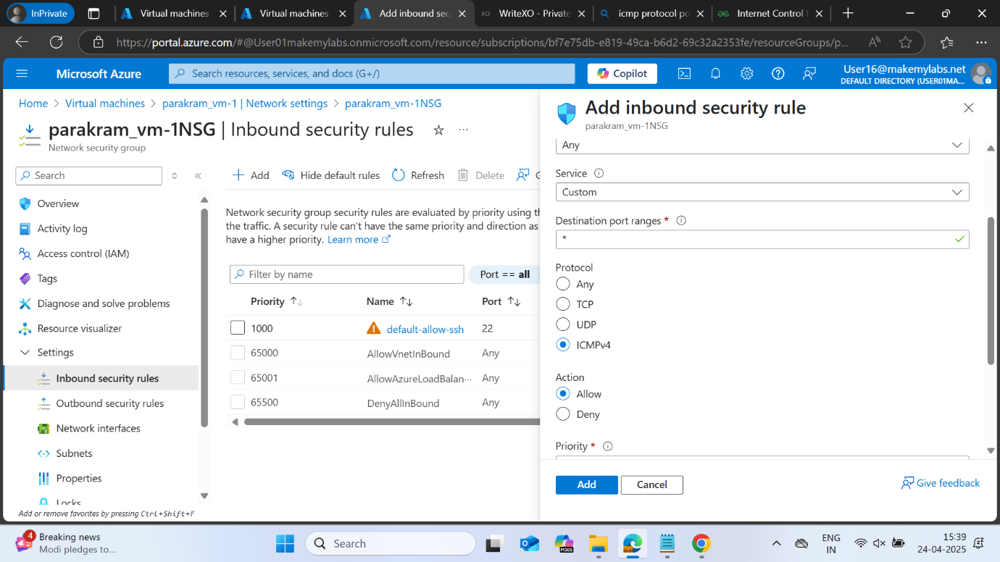 InPrivate
Virtual machines
Virtual machines
Add inbound sec
XO WriteXO - Private
icmp protocol po
Internet Control
https://portal.azure.com/#@User01makemylabs.onmicrosoft.com/resource/subscriptions/bf7e75db-e819-49ca-b6d2-69c32a2353fe/resourceGroups/p...
Microsoft Azure
Search resources, services, and docs (G+/)
Copilot
User16@makemylabs.net
DEFAULT DIRECTORY (USER01MA...
Home > Virtual machines > parakram_vm-1 | Network settings > parakram_vm-1NSG
parakram_vm-1NSG | Inbound security rules
Network security group
Search
Overview
Activity log
Access control (IAM)
Tags
Diagnose and solve problems
Resource visualizer
Settings
Inbound security rules
Outbound security rules
Network interfaces
Subnets
Properties
Locks
Add or remove favorites by pressing Ctrl+Shift+F
Add Hide default rules Refresh Delete G
Network security group security rules are evaluated by priority using th
the traffic. A security rule can't have the same priority and direction as
have a higher priority. Learn more
Filter by name
Port == all
Priority Name Port
1000 default-allow-ssh 22
65000 AllowVnetInBound Any
65001 AllowAzureLoadBalan... Any
65500 DenyAllInBound Any
Add inbound security rule
parakram_vm-1NSG
Any
Service
Custom
Destination port ranges *
*
Protocol
Any
TCP
UDP
ICMPv4
Action
Allow
Deny
Priority *
Add
Cancel
Give feedback
4
Breaking news
Modi pledges to...
Search
M365
ENG
IN
15:39
24-04-2025